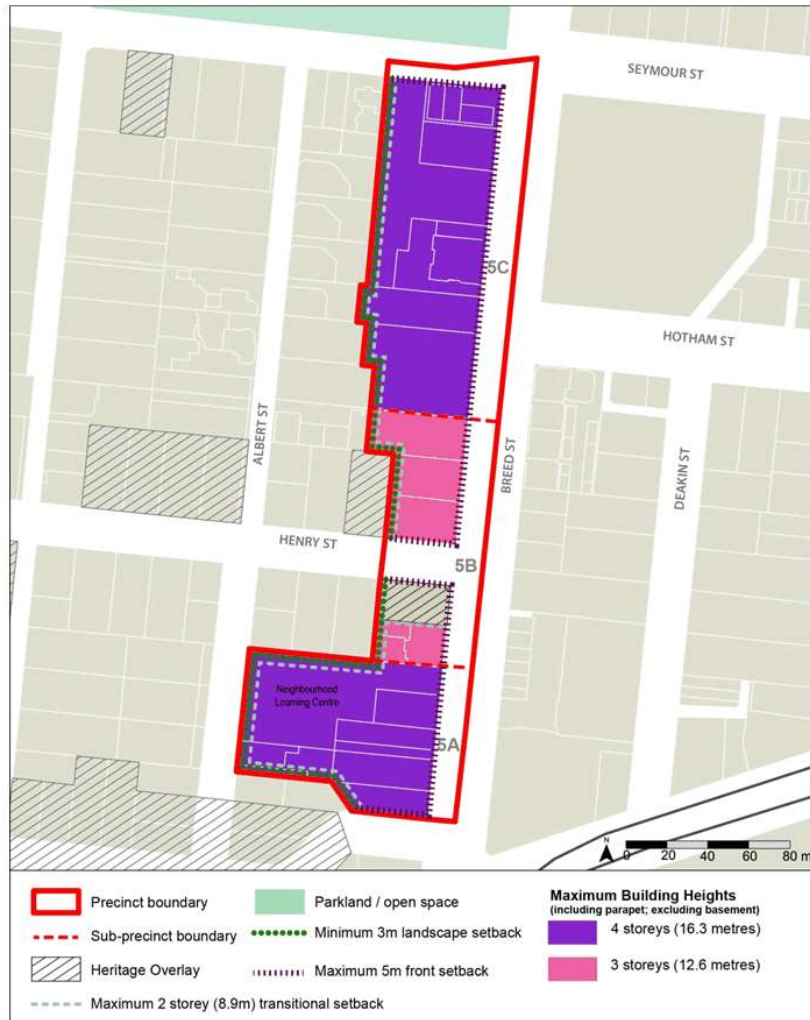 SEYMOUR ST
5C
HOTHAM ST
ALBERT ST
BREED ST
DEAKIN ST
HENRY ST
5B
Neighbourhood
Learning Centre
5A
N
0 20 40 60 80 m
Precinct boundary
Sub-precinct boundary
Heritage Overlay
Maximum 2 storey (8.9m) transitional setback
Parkland / open space
Minimum 3m landscape setback
Maximum 5m front setback
Maximum Building Heights
(including parapet; excluding basement)
4 storeys (16.3 metres)
3 storeys (12.6 metres)